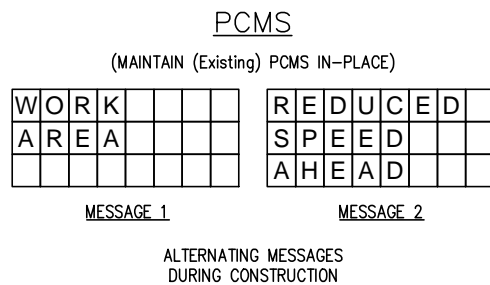 PCMS
(MAINTAIN (Existing) PCMS IN-PLACE)
WORK
AREA
MESSAGE 1
REDUCED
SPEED
AHEAD
MESSAGE 2
ALTERNATING MESSAGES
DURING CONSTRUCTION